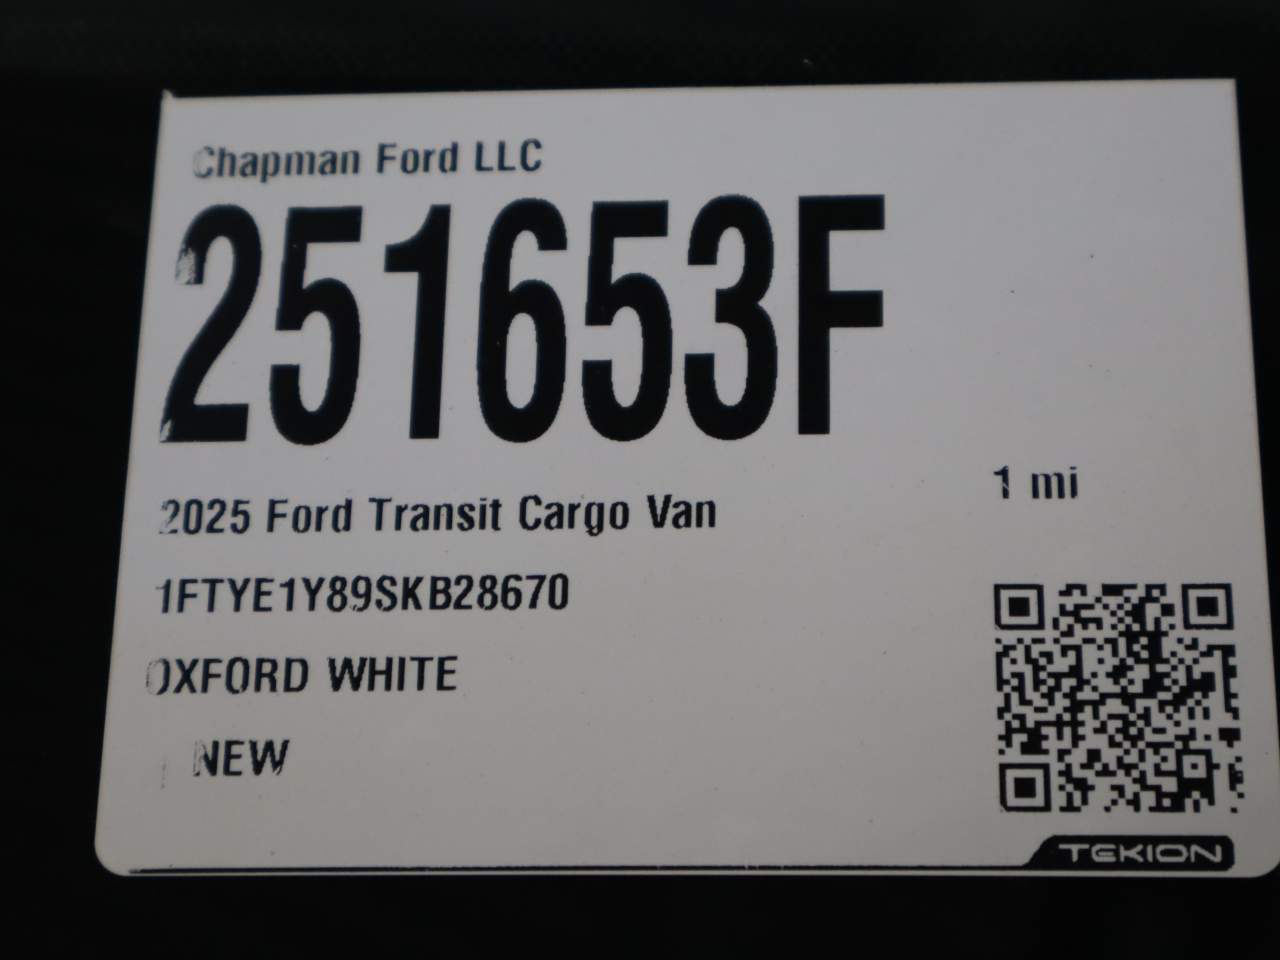 Chapman Ford LLC
251653F
2025 Ford Transit Cargo Van
1 mi
1FTYE1Y89SKB28670
OXFORD WHITE
NEW
TEKION